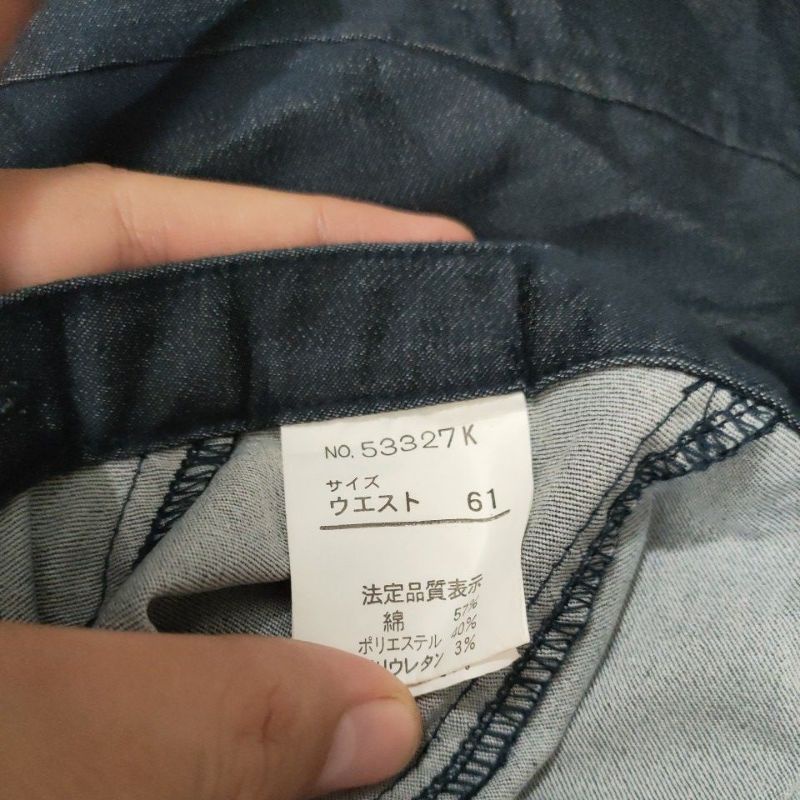 NO. 53327K
サイズ
ウエスト 61
法定品質表示
綿 57%
ポリエステル 40%
リウレタン 3%